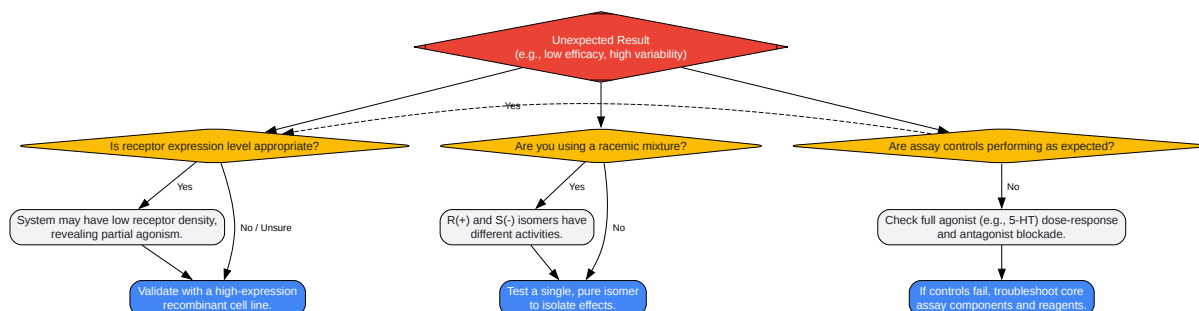 Unexpected Result
(e.g., low efficacy, high variability)
Yes
Is receptor expression level appropriate?
Are you using a racemic mixture?
Are assay controls performing as expected?
Yes
Yes
No
System may have low receptor density,
revealing partial agonism.
No / Unsure
R(+) and S(-) isomers have
different activities.
No
Check full agonist (e.g., 5-HT) dose-response
and antagonist blockade.
Validate with a high-expression
recombinant cell line.
Test a single, pure isomer
to isolate effects.
If controls fail, troubleshoot core
assay components and reagents.